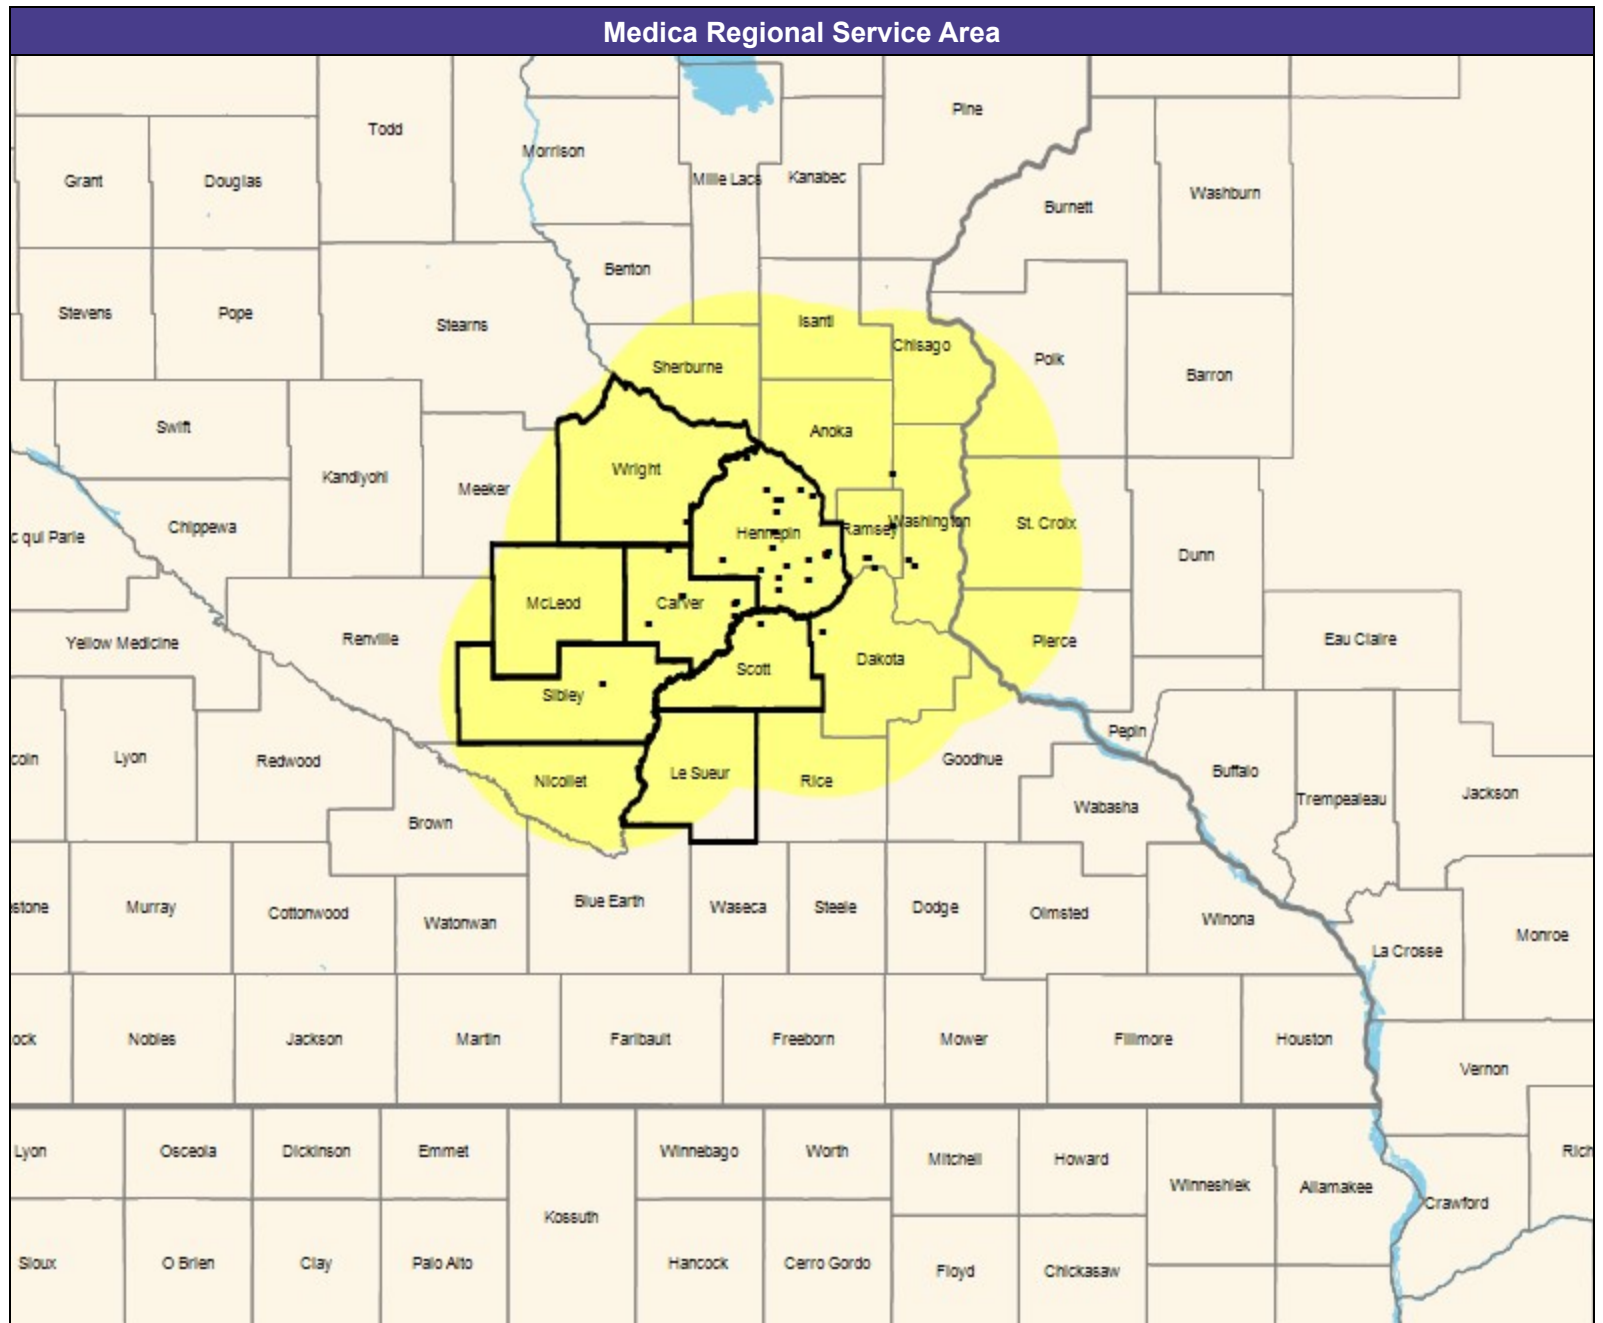 Medica Regional Service Area
Pine
Todd
Morrison
Grant
Douglas
Mille Lacs
Kanabec
Washburn
Burnett
Benton
Stevens
Pope
Stearns
Isanti
Chisago
Polk
Sherburne
Barron
Swift
Anoka
Wright
Kandiyohi
Meeker
Chippewa
Hennepin
Ramsey
Washington
St. Croix
c qui Parle
Dunn
McLeod
Carver
Yellow Medicine
Renville
Pierce
Eau Claire
Scott
Dakota
Sibley
Pepin
coln
Lyon
Redwood
Nicollet
Le Sueur
Rice
Goodhue
Buffalo
Trempealeau
Jackson
Wabasha
Brown
stone
Murray
Cottonwood
Watonwan
Blue Earth
Waseca
Steele
Dodge
Olmsted
Winona
La Crosse
Monroe
ock
Nobles
Jackson
Martin
Faribault
Freeborn
Mower
Fillmore
Houston
Vernon
Lyon
Osceola
Dickinson
Emmet
Winnebago
Worth
Mitchell
Howard
Rich
Winneshiek
Allamakee
Crawford
Kossuth
Sioux
O Brien
Clay
Palo Alto
Hancock
Cerro Gordo
Floyd
Chickasaw